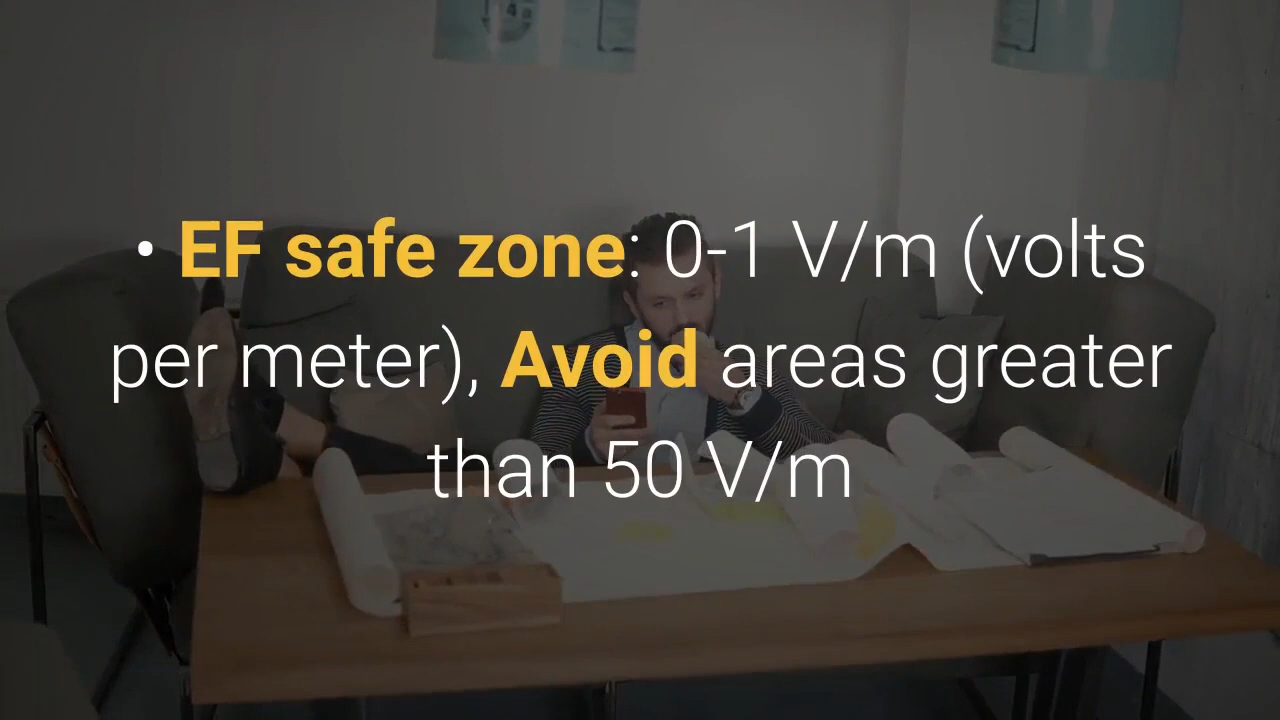 • EF safe zone: 0-1 V/m (volts
per meter), Avoid areas greater
than 50 V/m